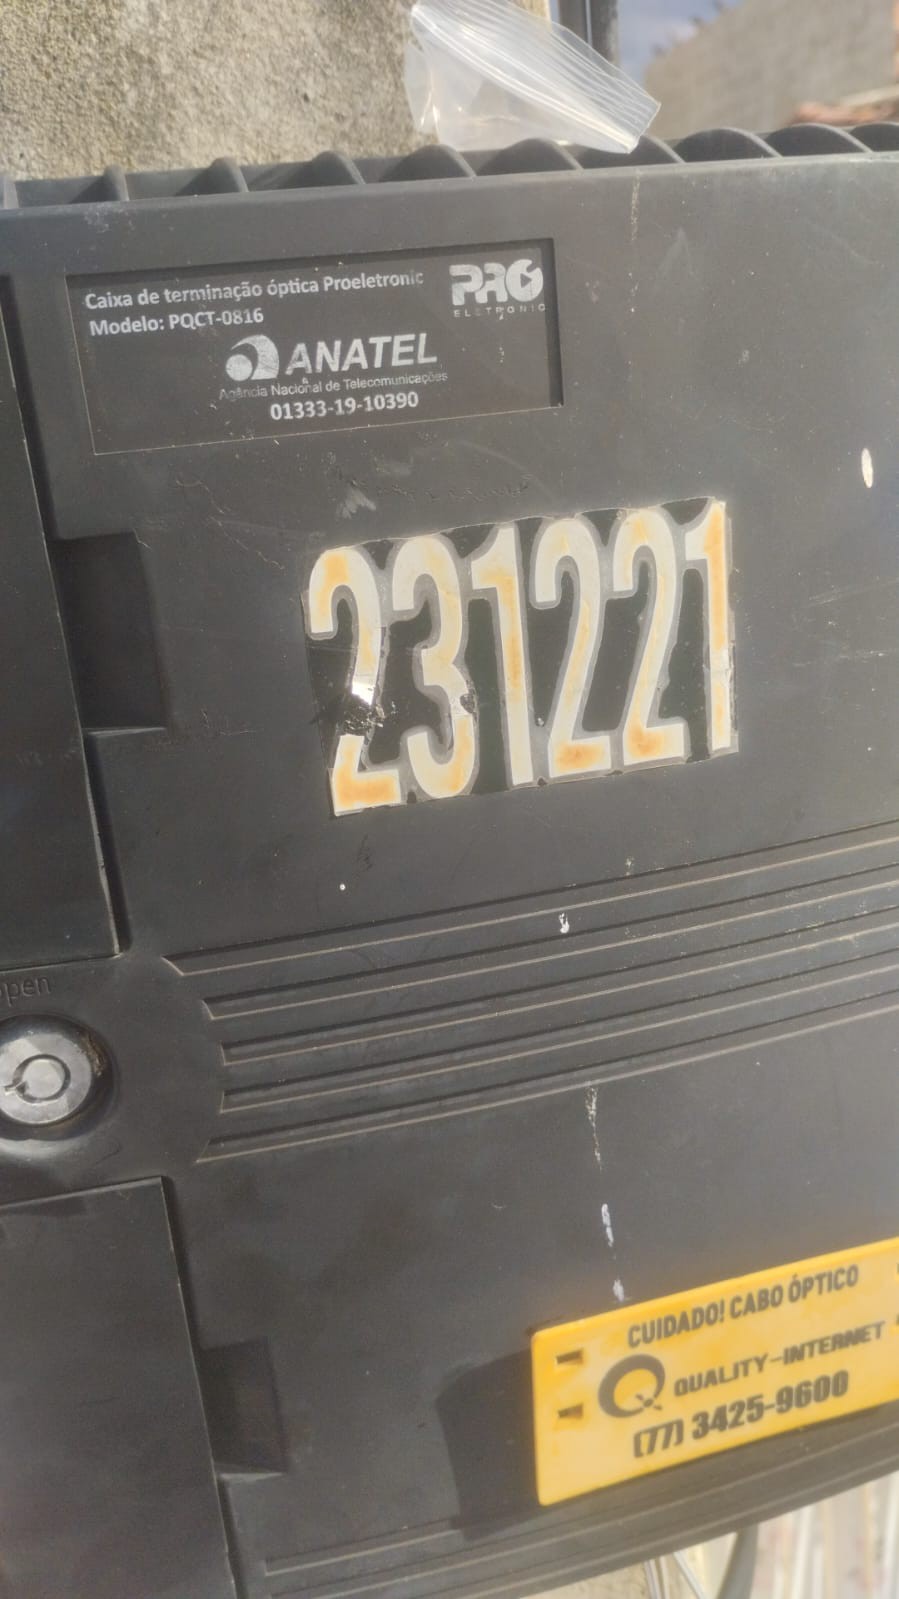 Caixa de terminação óptica Proeletronic
Modelo: PQCT-0816
PRO
ELETRONIC
ANATEL
Agência Nacional de Telecomunicações
01333-19-10390
231221
open
CUIDADO! CABO ÓPTICO
QUALITY-INTERNET
(77) 3425-9600